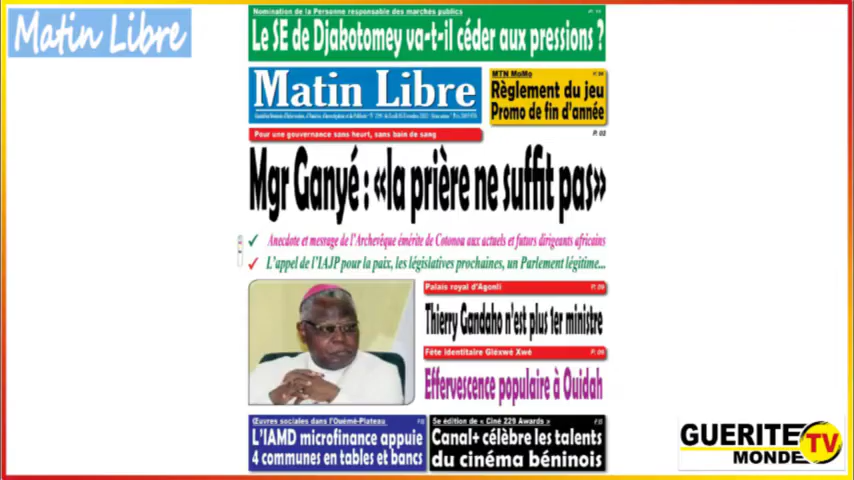 Matin Libre
Nomination de la Personne responsable des marchés publics
Le SE de Djakotomey va-t-il céder aux pressions ?
Matin Libre
MTN MoMo
Règlement du jeu
Promo de fin d'année
P. 03
Pour une gouvernance sans heurt, sans bain de sang
Mgr Ganyé : «la prière ne suffit pas»
Anecdote et message de l'Archevêque émérite de Cotonou aux actuels et futurs dirigeants africains
L'appel de l'IAJP pour la paix, les législatives prochaines, un Parlement légitime...
Palais royal d'Agonli
Thierry Gandaho n'est plus 1er ministre
Fête identitaire Gléxwé Xwé
Effervescence populaire à Ouidah
Œuvres sociales dans l'Ouémé-Plateau
L'IAMD microfinance appuie
4 communes en tables et bancs
5e édition de « Ciné 229 Awards »
Canal+ célèbre les talents
du cinéma béninois
GUERITE TV
MONDE